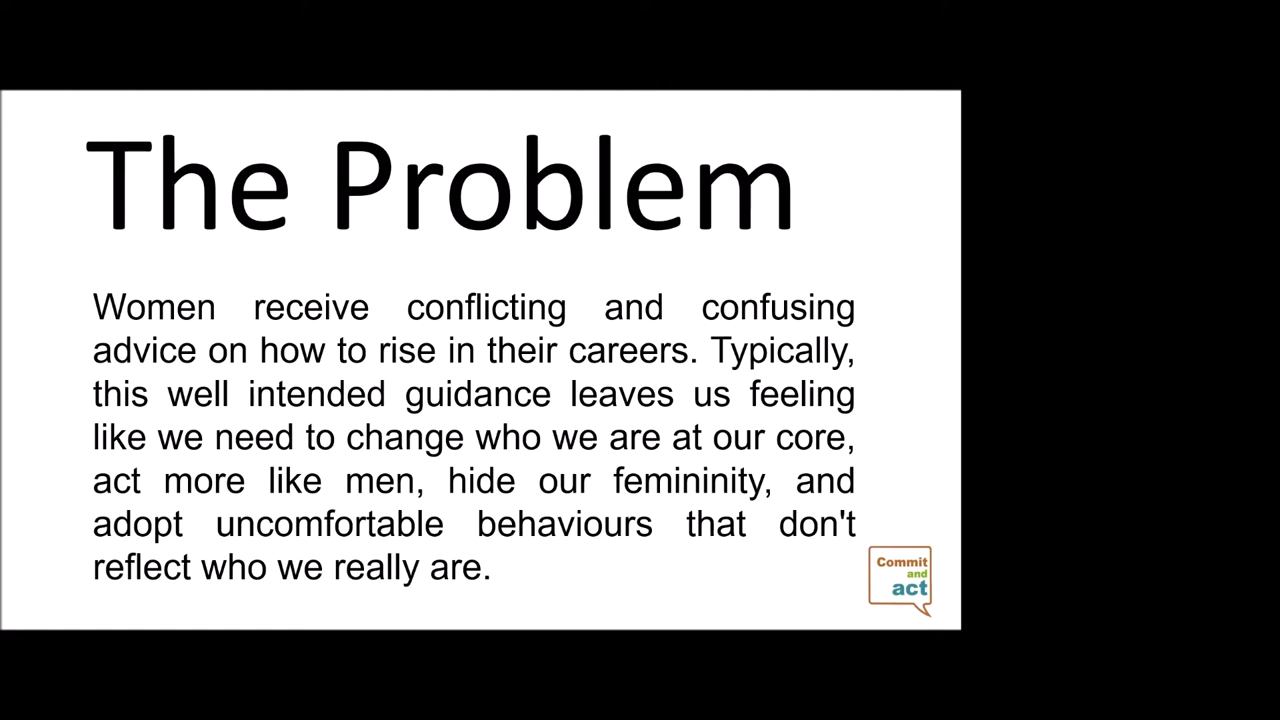 The Problem
Women receive conflicting and confusing
advice on how to rise in their careers. Typically,
this well intended guidance leaves us feeling
like we need to change who we are at our core,
act more like men, hide our femininity, and
adopt uncomfortable behaviours that don't
reflect who we really are.
Commit
and
act